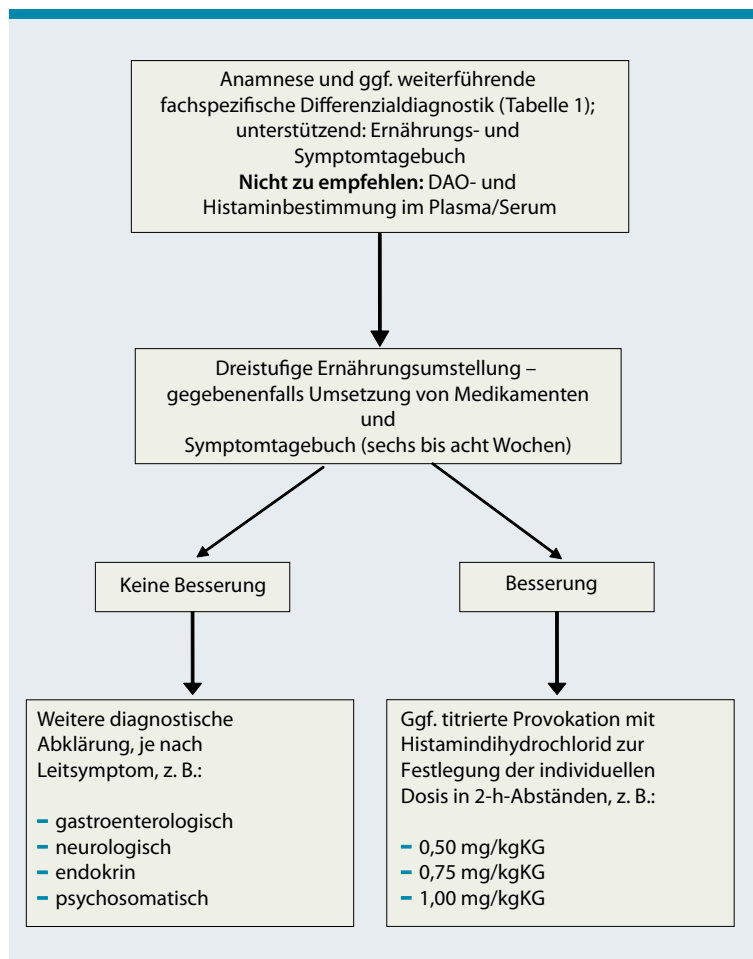 Anamnese und ggf. weiterführende
fachspezifische Differenzialdiagnostik (Tabelle 1);
unterstützend: Ernährungs- und
Symptomtagebuch
Nicht zu empfehlen: DAO- und
Histaminbestimmung im Plasma/Serum
Dreistufige Ernährungsumstellung –
gegebenenfalls Umsetzung von Medikamenten
und
Symptomtagebuch (sechs bis acht Wochen)
Keine Besserung
Besserung
Weitere diagnostische
Abklärung, je nach
Leitsymptom, z. B.:
– gastroenterologisch
– neurologisch
– endokrin
– psychosomatisch
Ggf. titrierte Provokation mit
Histamindihydrochlorid zur
Festlegung der individuellen
Dosis in 2-h-Abständen, z. B.:
– 0,50 mg/kgKG
– 0,75 mg/kgKG
– 1,00 mg/kgKG